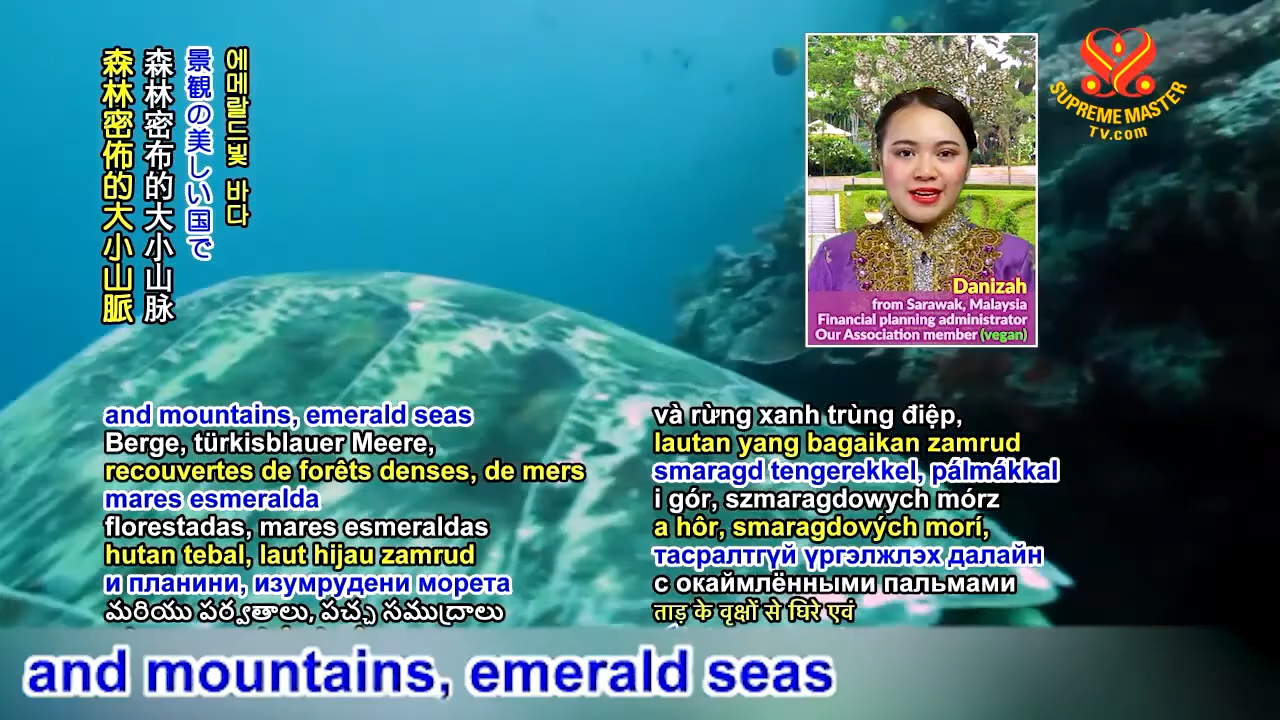 에메랄드빛 바다
景観の美しい国で
森林密布的大小山脉
森林密佈的大小山脈
SUPREME MASTER
TV.com
Danizah
from Sarawak, Malaysia
Financial planning administrator
Our Association member (vegan)
and mountains, emerald seas
Berge, türkisblauer Meere,
recouvertes de forêts denses, de mers
mares esmeralda
florestadas, mares esmeraldas
hutan tebal, laut hijau zamrud
и планини, изумрудени морета
మరియు పర్వతాలు, పచ్చ సముద్రాలు
và rừng xanh trùng điệp,
lautan yang bagaikan zamrud
smaragd tengerekkel, pálmákkal
i gór, szmaragdowych mórz
a hôr, smaragdových morí,
тасралтгүй үргэлжлэх далайн
с окаймлёнными пальмами
ताड़ के वृक्षों से घिरे एवं
and mountains, emerald seas